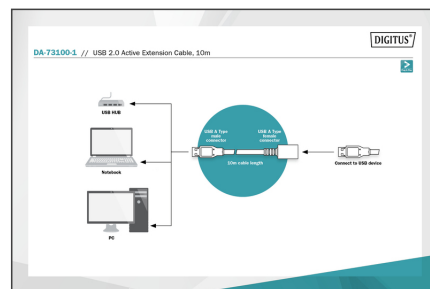 DIGITUS®
DA-73100-1 // USB 2.0 Active Extension Cable, 10m
USB HUB
USB A Type
male
connector
USB A Type
female
connector
10m cable length
Connect to USB device
Notebook
PC